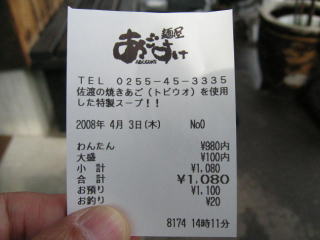 麺屋
あごすけ
AGOSUKE
TEL 0255-45-3335
佐渡の焼きあご(トビウオ)を使用
した特製スープ!!
2008年 4月 3日(木) No0
わんたん ¥980内
大盛 ¥100内
小 計 ¥1,080
合 計 ¥1,080
お預り ¥1,100
お釣り ¥20
8174 14時11分